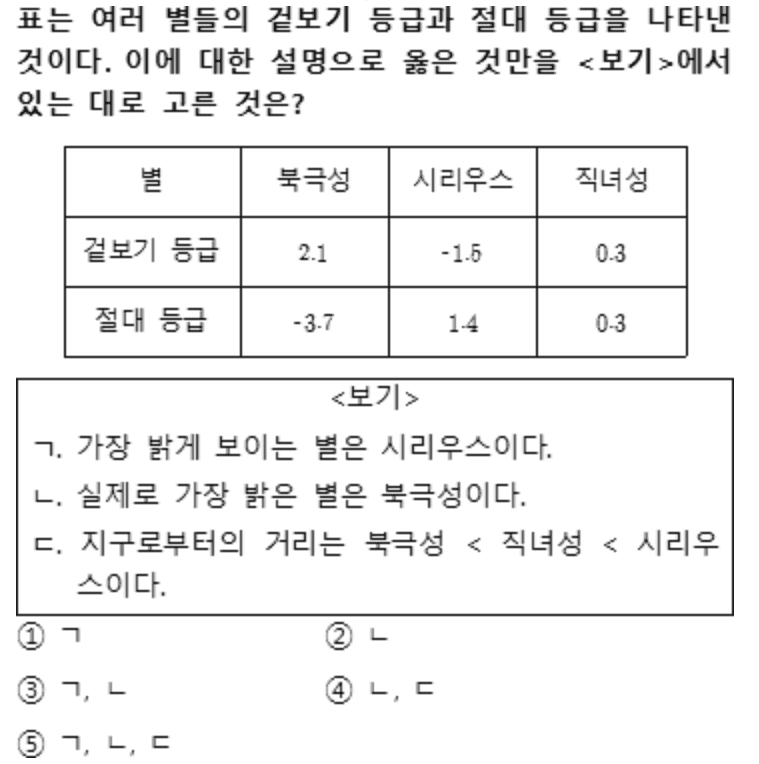 표는 여러 별들의 겉보기 등급과 절대 등급을 나타낸
것이다. 이에 대한 설명으로 옳은 것만을 <보기>에서
있는 대로 고른 것은?
별 북극성 시리우스 직녀성
겉보기 등급 2.1 -1.5 0.3
절대 등급 -3.7 1.4 0.3
<보기>
ㄱ. 가장 밝게 보이는 별은 시리우스이다.
ㄴ. 실제로 가장 밝은 별은 북극성이다.
ㄷ. 지구로부터의 거리는 북극성 < 직녀성 < 시리우
스이다.
① ㄱ ② ㄴ
③ ㄱ, ㄴ ④ ㄴ, ㄷ
⑤ ㄱ, ㄴ, ㄷ